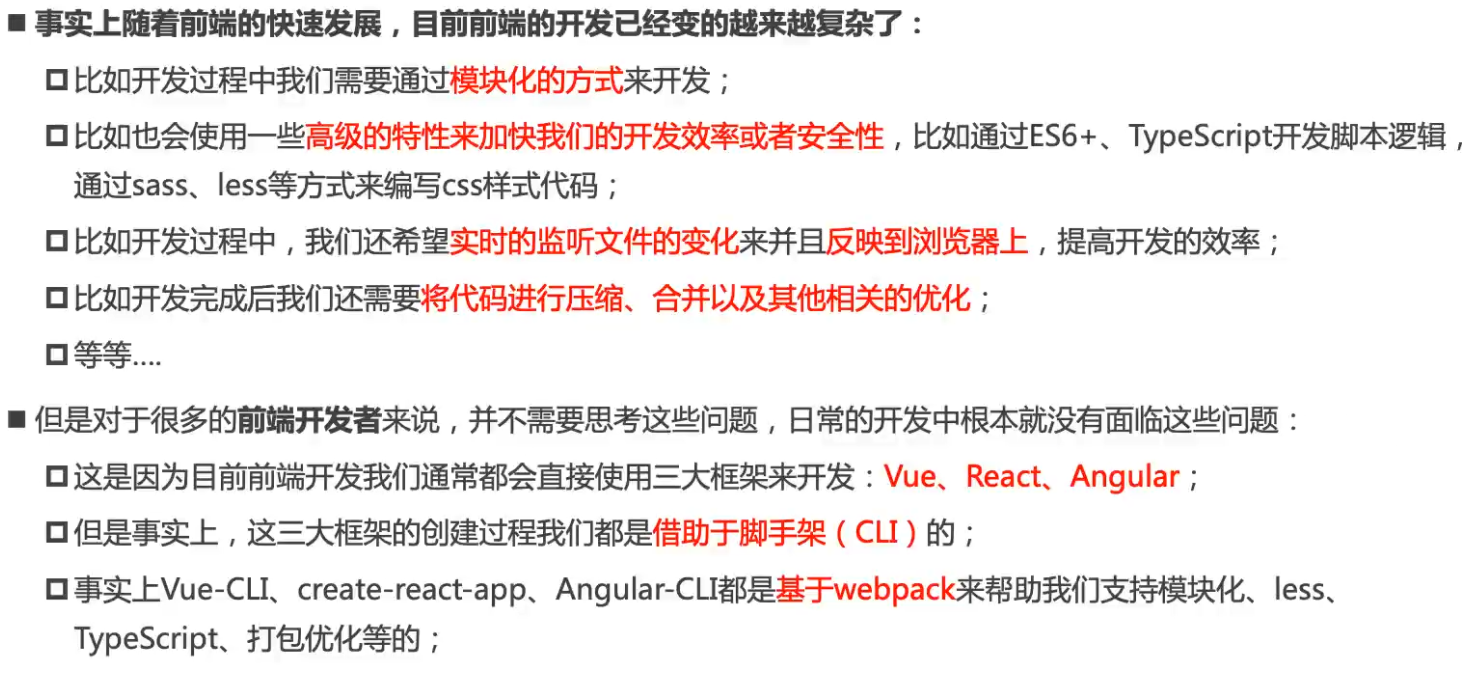 ■ 事实上随着前端的快速发展，目前前端的开发已经变的越来越复杂了：
比如开发过程中我们需要通过模块化的方式来开发；
比如也会使用一些高级的特性来加快我们的开发效率或者安全性，比如通过ES6+、TypeScript开发脚本逻辑，
通过sass、less等方式来编写css样式代码；
比如开发过程中，我们还希望实时的监听文件的变化来并且反映到浏览器上，提高开发的效率；
比如开发完成后我们还需要将代码进行压缩、合并以及其他相关的优化；
等等....
■ 但是对于很多的前端开发者来说，并不需要思考这些问题，日常的开发中根本就没有面临这些问题：
这是因为目前前端开发我们通常都会直接使用三大框架来开发：Vue、React、Angular；
但是事实上，这三大框架的创建过程我们都是借助于脚手架（CLI）的；
事实上Vue-CLI、create-react-app、Angular-CLI都是基于webpack来帮助我们支持模块化、less、
TypeScript、打包优化等的；